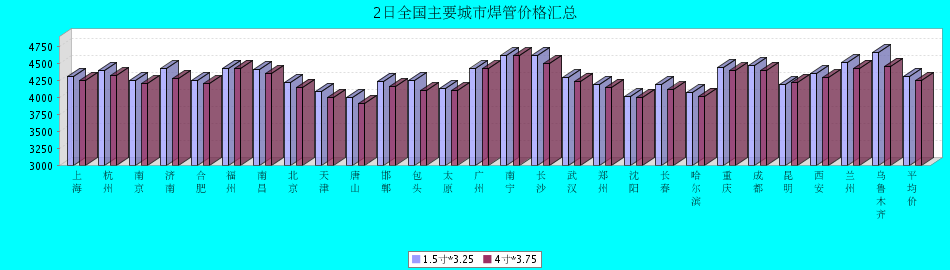 2日全国主要城市焊管价格汇总
4750
4500
4250
4000
3750
3500
3250
3000
上海
杭州
南京
济南
合肥
福州
南昌
北京
天津
唐山
邯郸
包头
太原
广州
南宁
长沙
武汉
郑州
沈阳
长春
哈尔滨
重庆
成都
昆明
西安
兰州
乌鲁木齐
平均价
1.5寸*3.25
4寸*3.75